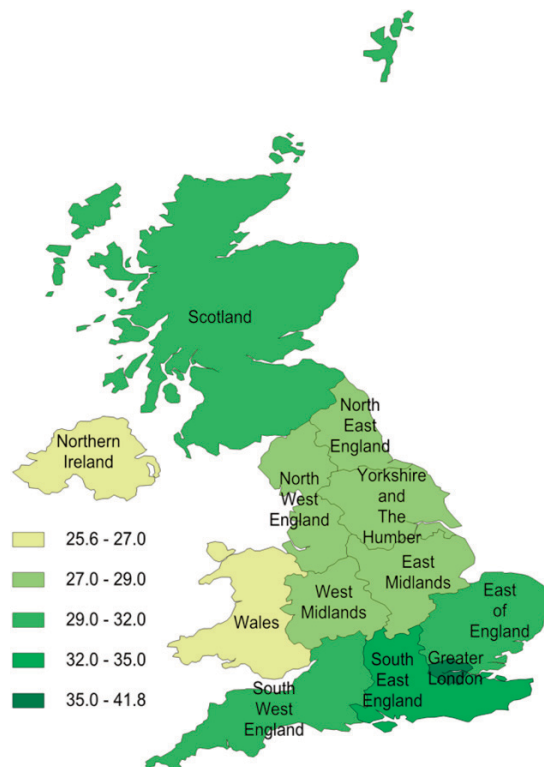 Scotland
North
East
England
Northern
Ireland
North
West
England
Yorkshire
and
The
Humber
East
Midlands
West
Midlands
Wales
East
of
England
Greater
London
South
East
England
South
West
England
25.6 - 27.0
27.0 - 29.0
29.0 - 32.0
32.0 - 35.0
35.0 - 41.8